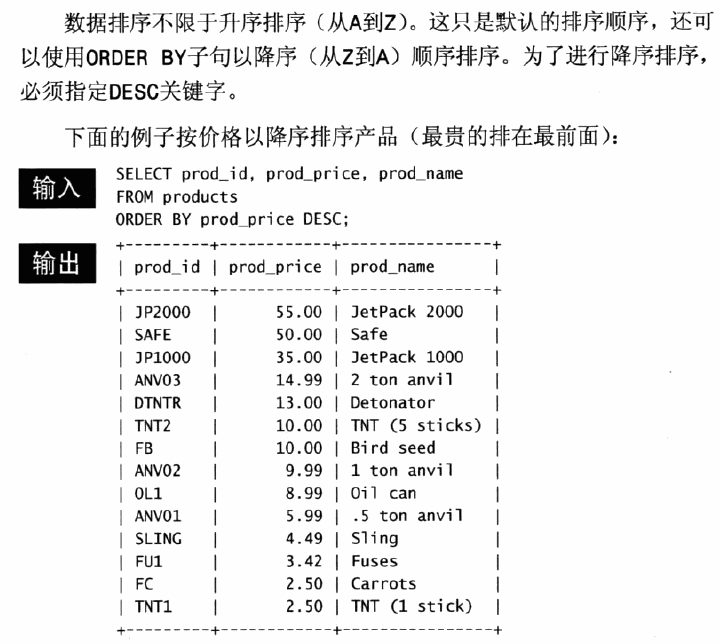 数据排序不限于升序排序（从A到Z）。这只是默认的排序顺序，还可
以使用ORDER BY子句以降序（从Z到A）顺序排序。为了进行降序排序，
必须指定DESC关键字。
下面的例子按价格以降序排序产品（最贵的排在最前面）：
输入
SELECT prod_id, prod_price, prod_name
FROM products
ORDER BY prod_price DESC;
输出
+---------+------------+----------------+
| prod_id | prod_price | prod_name      |
+---------+------------+----------------+
| JP2000  |      55.00 | JetPack 2000   |
| SAFE    |      50.00 | Safe           |
| JP1000  |      35.00 | JetPack 1000   |
| ANV03   |      14.99 | 2 ton anvil    |
| DTNTR   |      13.00 | Detonator      |
| TNT2    |      10.00 | TNT (5 sticks) |
| FB      |      10.00 | Bird seed      |
| ANV02   |       9.99 | 1 ton anvil    |
| OL1     |       8.99 | Oil can        |
| ANV01   |       5.99 | .5 ton anvil   |
| SLING   |       4.49 | Sling          |
| FU1     |       3.42 | Fuses          |
| FC      |       2.50 | Carrots        |
| TNT1    |       2.50 | TNT (1 stick)  |
+---------+------------+----------------+